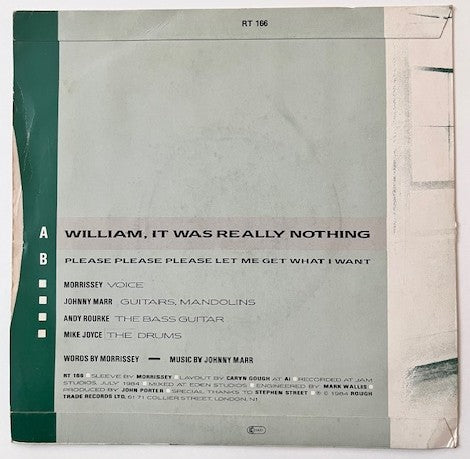 RT 166
A WILLIAM, IT WAS REALLY NOTHING
B PLEASE PLEASE PLEASE LET ME GET WHAT I WANT
MORRISSEY VOICE
JOHNNY MARR GUITARS, MANDOLINS
ANDY ROURKE THE BASS GUITAR
MIKE JOYCE THE DRUMS
WORDS BY MORRISSEY — MUSIC BY JOHNNY MARR
RT 166 ■ SLEEVE BY MORRISSEY ■ LAYOUT BY CARYN GOUGH AT AI ■ RECORDED AT JAM
STUDIOS, JULY 1984 ■ MIXED AT EDEN STUDIOS ■ ENGINEERED BY MARK WALLIS ■
PRODUCED BY JOHN PORTER ■ SPECIAL THANKS TO STEPHEN STREET ■ ℗ © 1984 ROUGH
TRADE RECORDS LTD, 61 71 COLLIER STREET, LONDON, N1